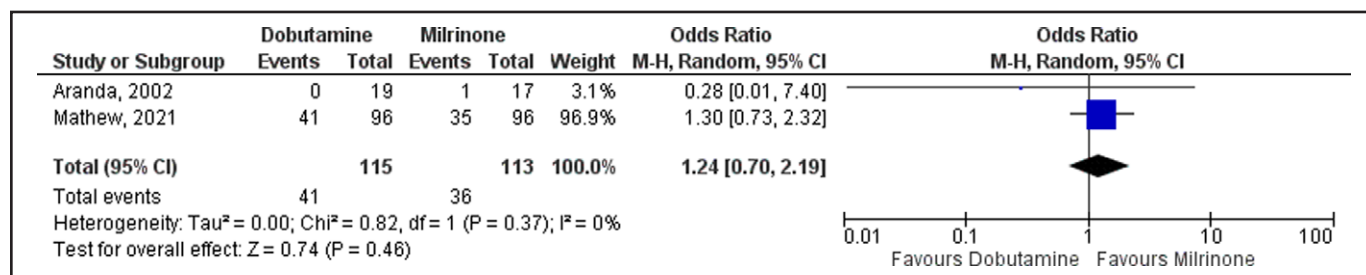 Dobutamine Milrinone Odds Ratio Odds Ratio
Study or Subgroup Events Total Events Total Weight M-H, Random, 95% CI M-H, Random, 95% CI
Aranda, 2002 0 19 1 17 3.1% 0.28 [0.01, 7.40]
Mathew, 2021 41 96 35 96 96.9% 1.30 [0.73, 2.32]
Total (95% CI) 115 113 100.0% 1.24 [0.70, 2.19]
Total events 41 36
Heterogeneity: Tau² = 0.00; Chi² = 0.82, df = 1 (P = 0.37); I² = 0%
Test for overall effect: Z = 0.74 (P = 0.46)
0.01 0.1 1 10 100
Favours Dobutamine Favours Milrinone